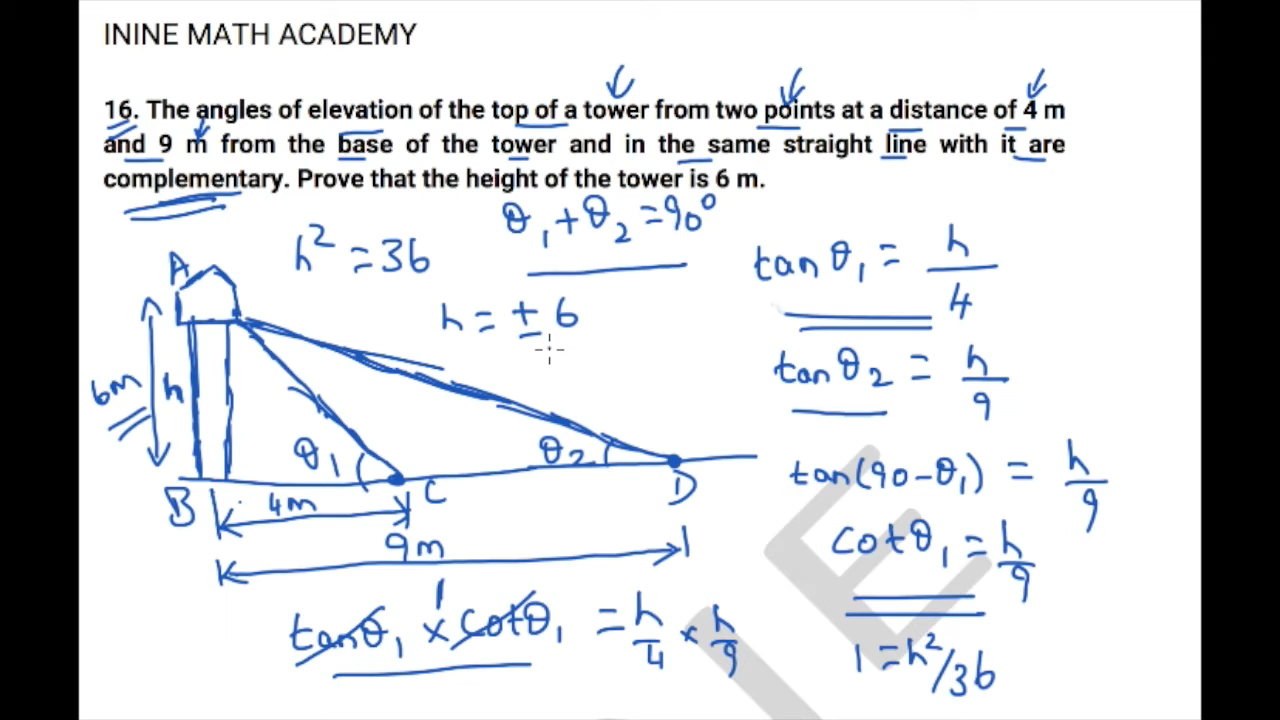 ININE MATH ACADEMY
16. The angles of elevation of the top of a tower from two points at a distance of 4 m
and 9 m from the base of the tower and in the same straight line with it are
complementary. Prove that the height of the tower is 6 m.
θ₁ + θ₂ = 90°
h² = 36
h = ± 6
tan θ₁ = h/4
tan θ₂ = h/9
tan(90 - θ₁) = h/9
cot θ₁ = h/9
1 = h²/36
A
6m
h
θ₁
θ₂
B
4m
C
D
9m
1
tan θ₁ × cot θ₁ = h/4 × h/9
INE